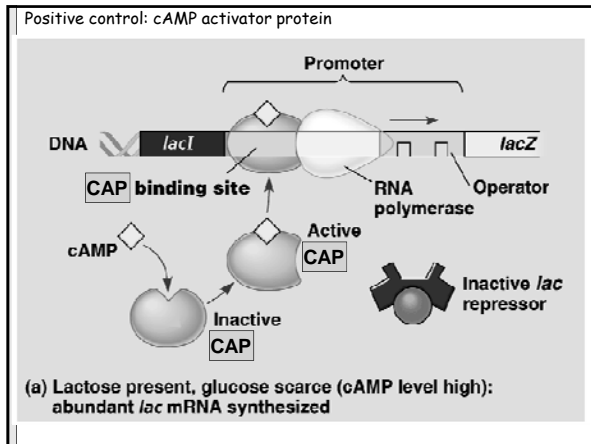 Positive control: cAMP activator protein
Promoter
DNA
lacI
lacZ
CAP binding site
RNA
polymerase
Operator
cAMP
Active
CAP
Inactive
CAP
Inactive lac
repressor
(a) Lactose present, glucose scarce (cAMP level high):
abundant lac mRNA synthesized